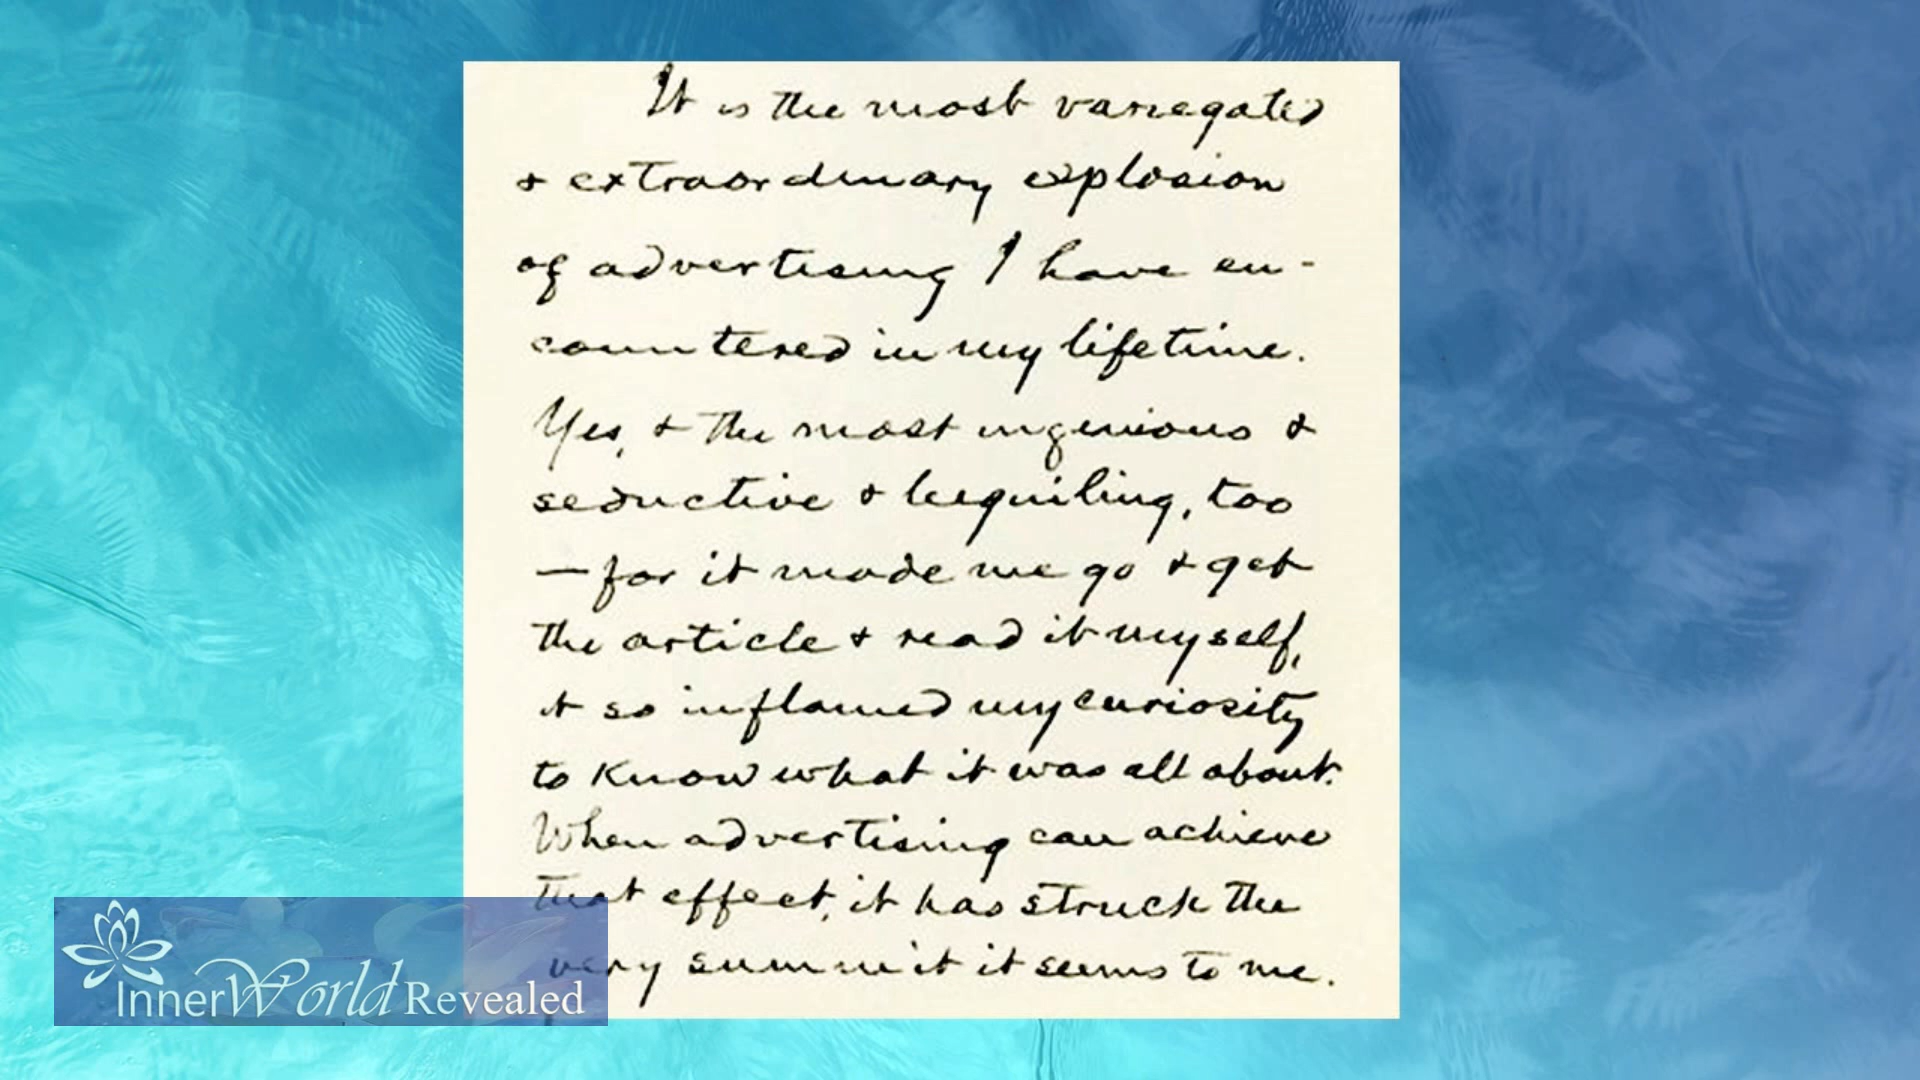 It is the most variegated
& extraordinary explosion
of advertising I have en-
countered in my lifetime.
Yes, & the most ingenious &
seductive & beguiling, too
— for it made me go & get
the article & read it myself,
it so inflamed my curiosity
to know what it was all about.
When advertising can achieve
that effect, it has struck the
very summit it seems to me.
InnerWorld Revealed